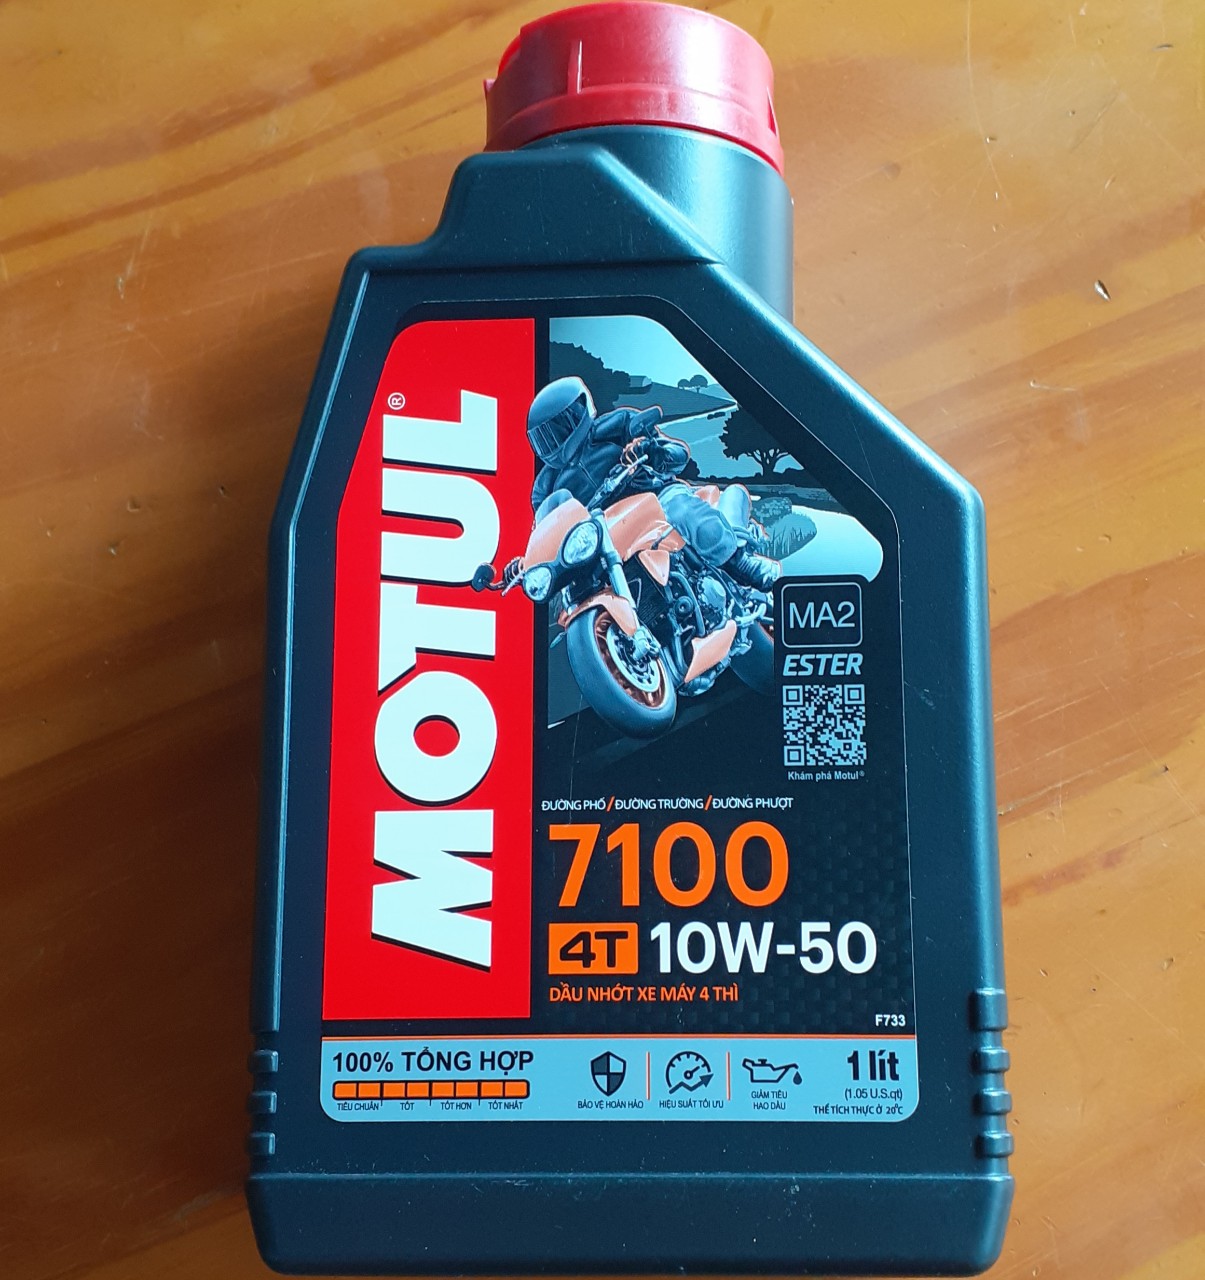 MOTUL®
MA2
ESTER
Khám phá Motul®
ĐƯỜNG PHỐ/ĐƯỜNG TRƯỜNG/ĐƯỜNG PHƯỢT
7100
4T 10W-50
DẦU NHỚT XE MÁY 4 THÌ
F733
100% TỔNG HỢP
TIÊU CHUẨN TỐT TỐT HƠN TỐT NHẤT
BẢO VỆ HOÀN HẢO
HIỆU SUẤT TỐI ƯU
GIẢM TIÊU
HAO DẦU
1 lít
(1.05 U.S.qt)
THỂ TÍCH THỰC Ở 20°C